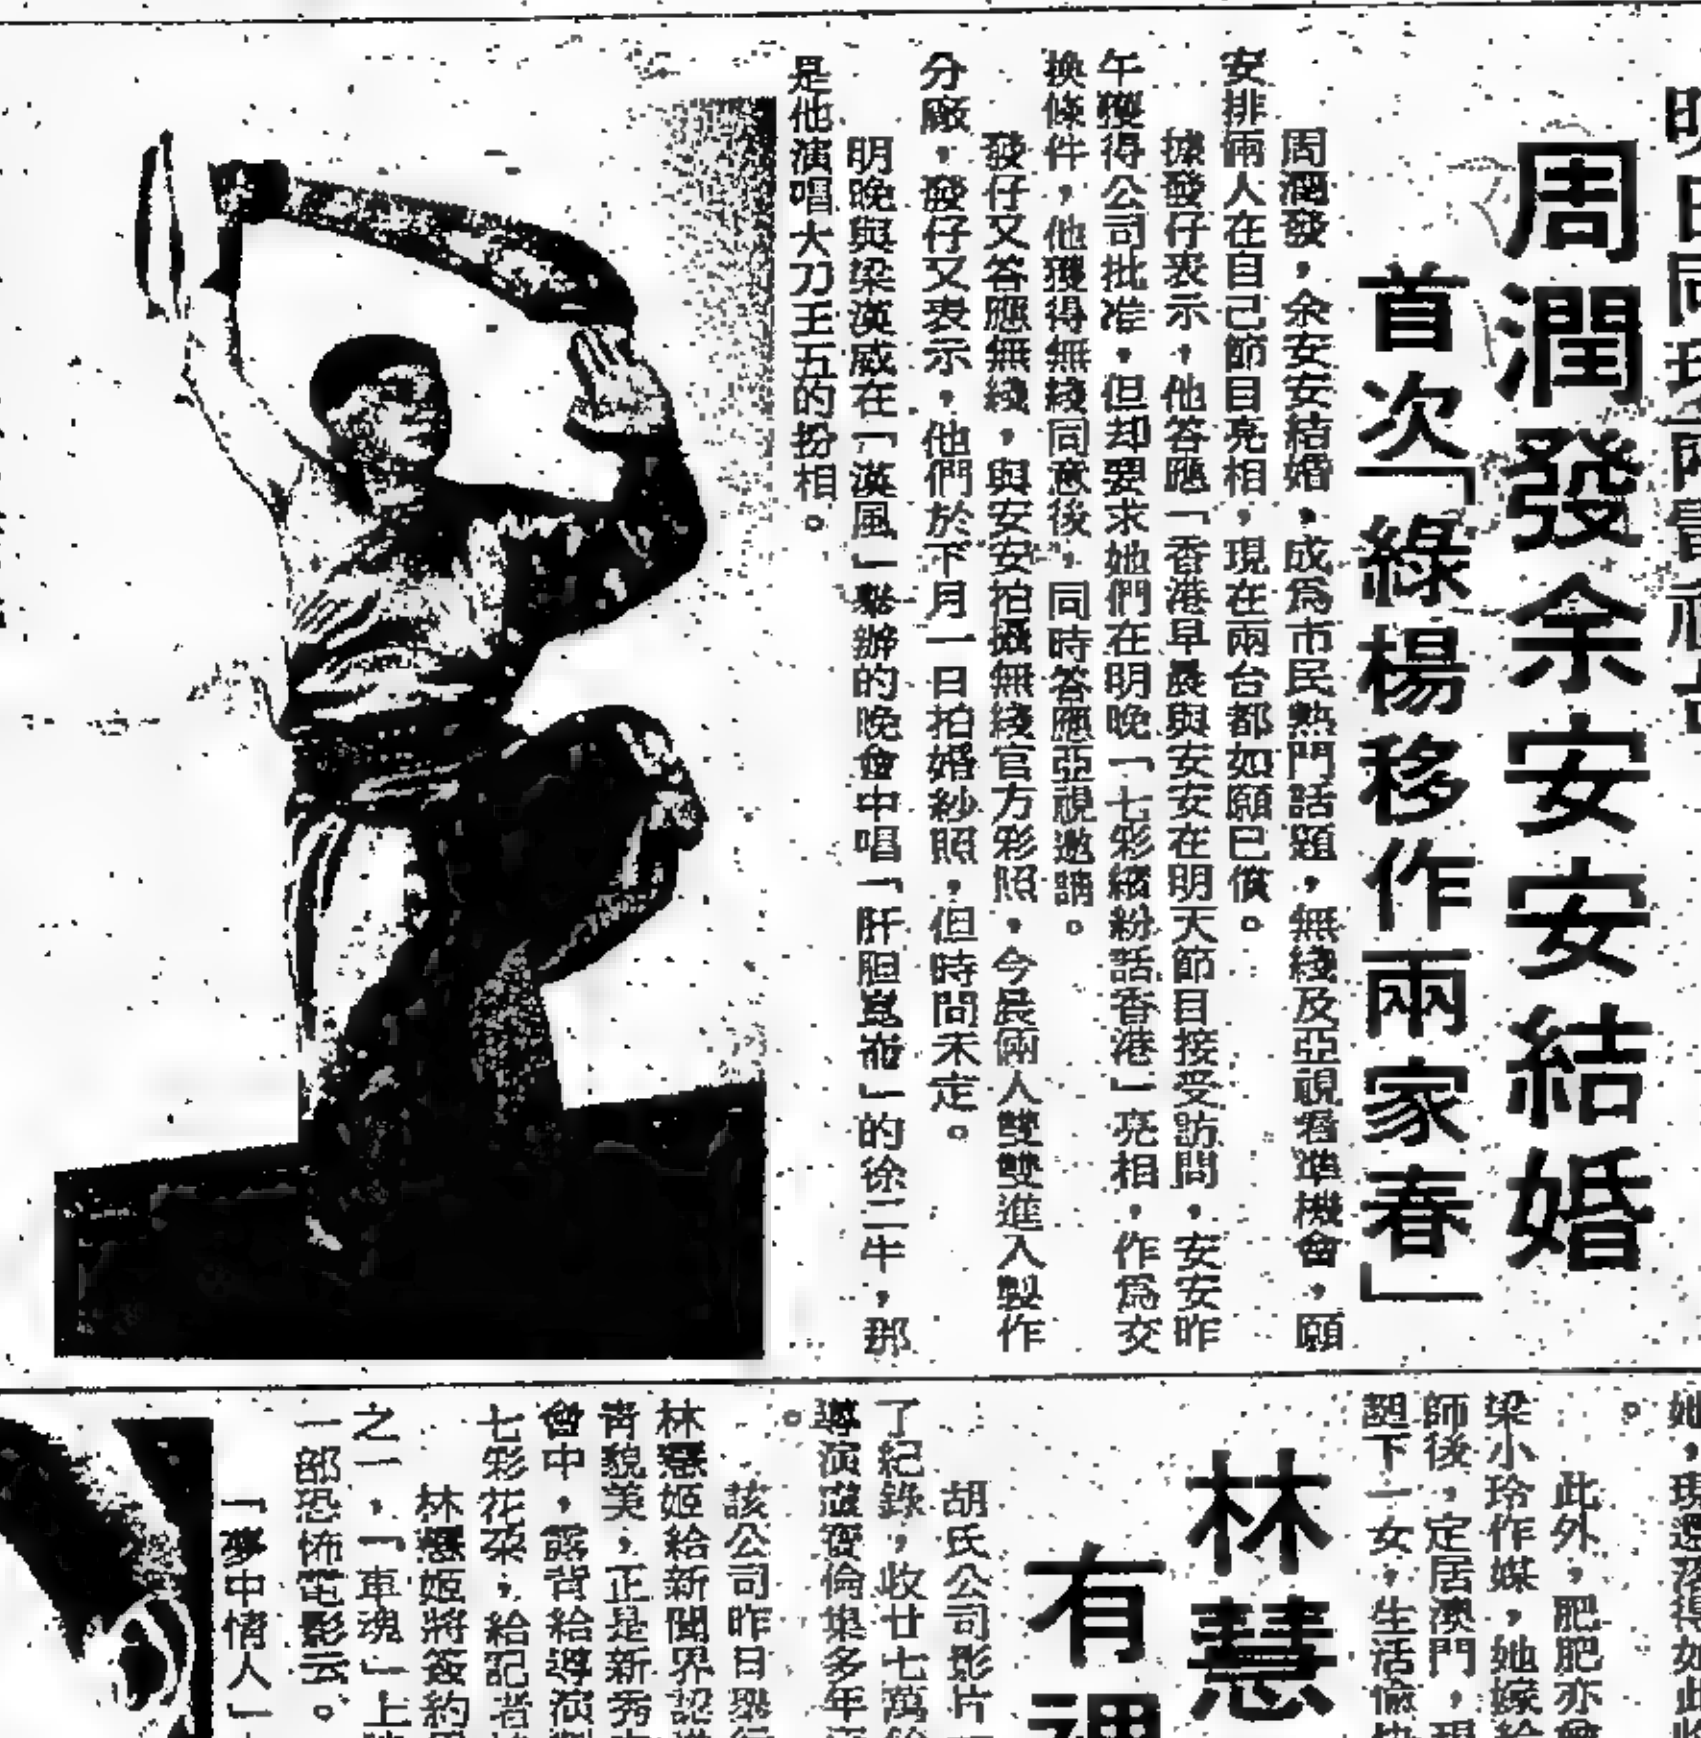 周潤發余安安結婚
首次「綠楊移作兩家春」
周潤發，余安安結婚，成爲市民熱門話題，無綫及亞視看準機會，願
安排倆人在自己節目亮相，現在兩台都如願已償。
據發仔表示，他答應「香港早晨與安安在明天節目接受訪問，安安昨
午獲得公司批准，但却要求她們在明晚「七彩繽紛話香港」亮相，作爲交
換條件，他獲得無綫同意後，同時答應亞視邀請。
發仔又答應無綫，與安安拍攝無綫官方彩照，今晨倆人雙雙進入製作
分廠，發仔又表示，他們於下月一日拍婚紗照，但時間未定。
明晚與梁漢威在「漢風」舉辦的晚會中唱「肝胆崑崙」的徐二牛，那
是他演唱大刀王五的扮相。
她，現
此外，肥肥亦
梁小玲作媒，她嫁給
師後，定居澳門，現
下一女，生活愉快
林慧
有
胡氏公司影片
了紀錄，收廿七萬餘
導演 倫集多年
。
該公司昨日舉行
林慧姬給新聞界認識
青貌美，正是新秀
會中，露背給導演
七彩花朶，給記者
林慧姬將簽約
之一，「車魂」上
一部恐怖電影云。
「夢中情人」